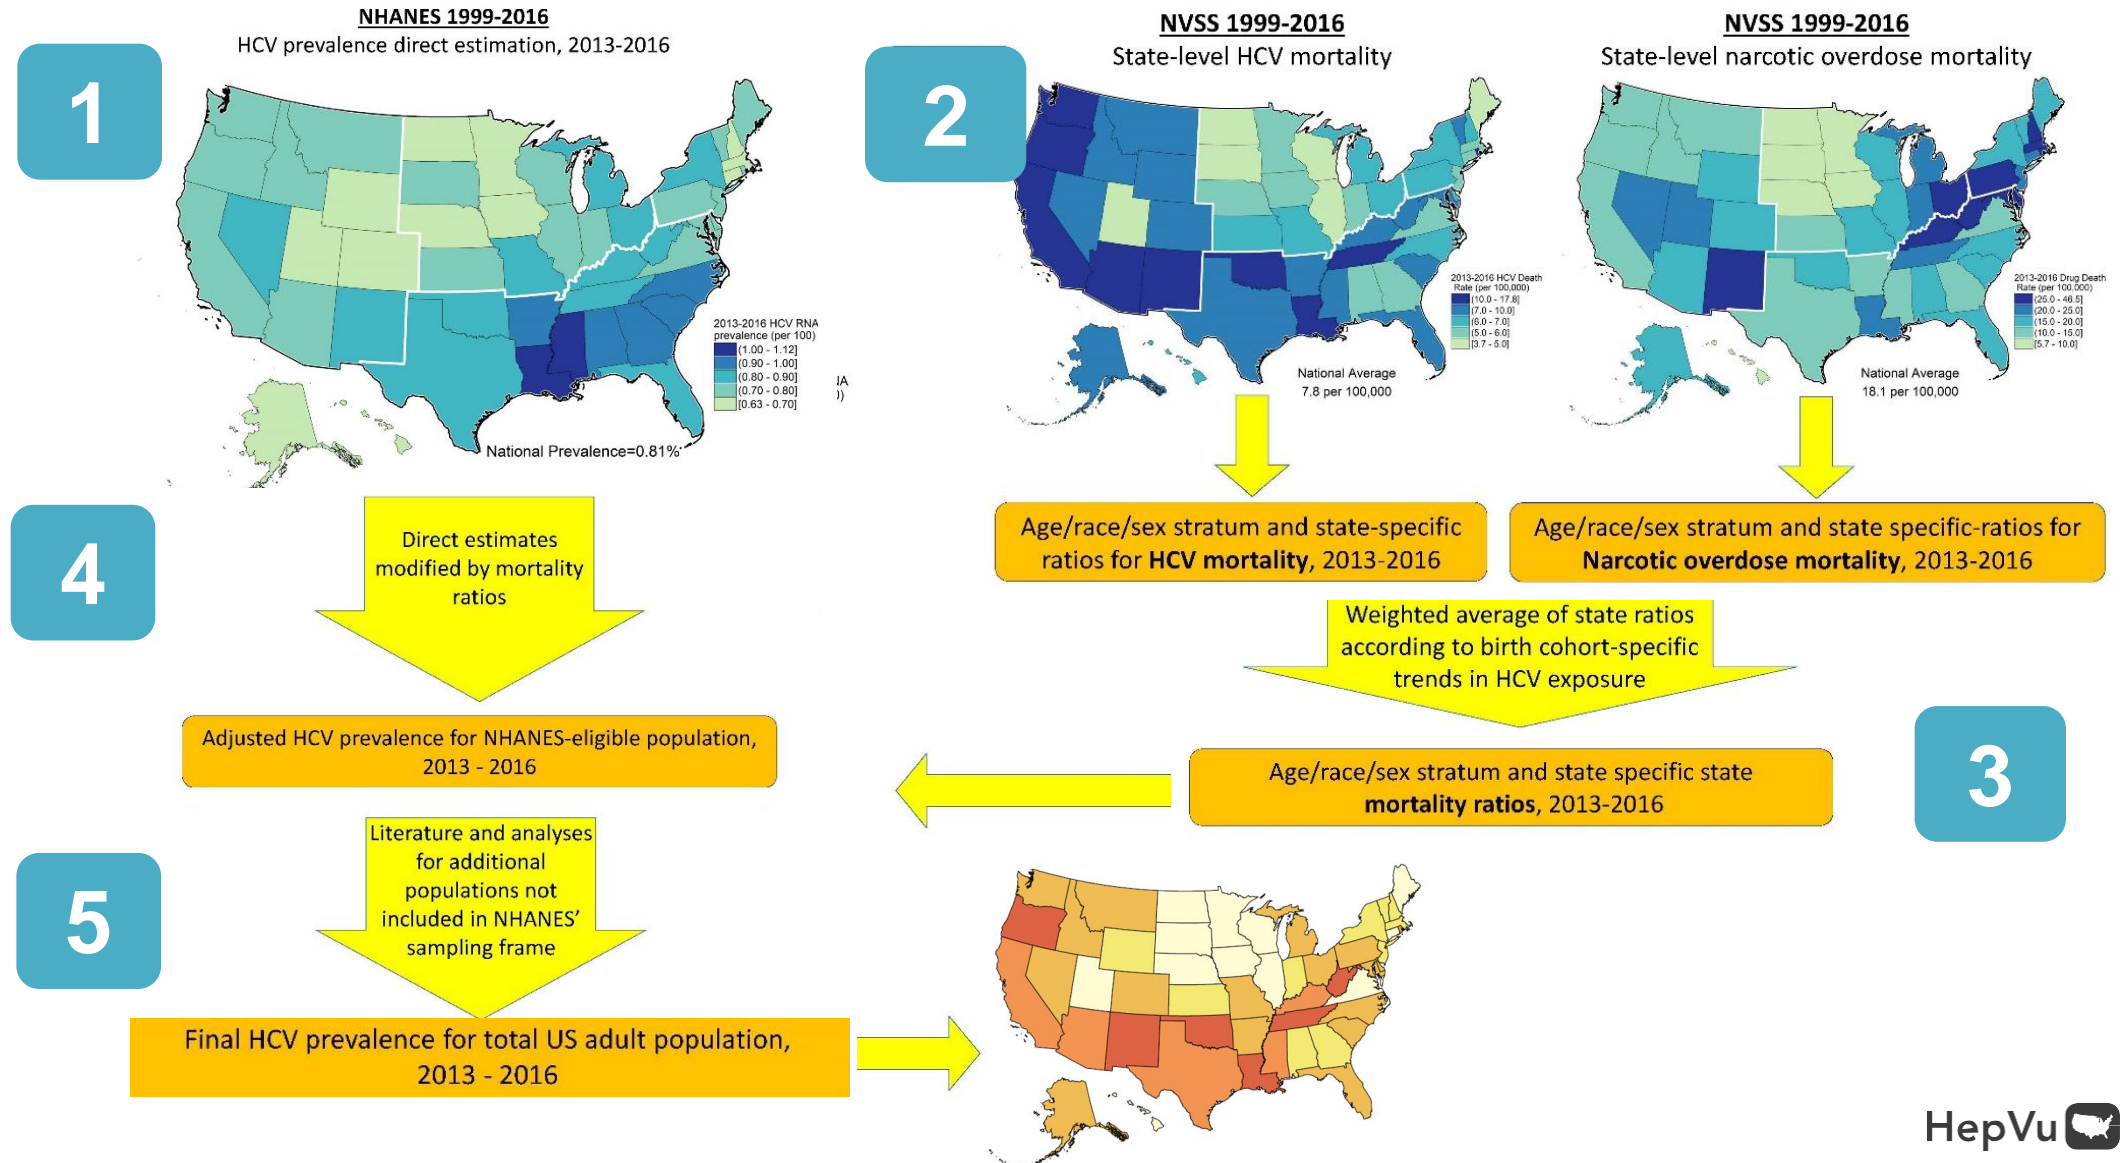 1
NHANES 1999-2016
HCV prevalence direct estimation, 2013-2016
2013-2016 HCV RNA
prevalence (per 100)
(1.00 - 1.12]
(0.90 - 1.00]
(0.80 - 0.90]
(0.70 - 0.80]
[0.63 - 0.70]
National Prevalence=0.81%
2
NVSS 1999-2016
State-level HCV mortality
2013-2016 HCV Death
Rate (per 100,000)
(10.0 - 17.8]
(7.0 - 10.0]
(6.0 - 7.0]
(5.0 - 6.0]
[3.7 - 5.0]
National Average
7.8 per 100,000
NVSS 1999-2016
State-level narcotic overdose mortality
2013-2016 Drug Death
Rate (per 100,000)
(25.0 - 46.5]
(20.0 - 25.0]
(15.0 - 20.0]
(10.0 - 15.0]
[5.7 - 10.0]
National Average
18.1 per 100,000
Age/race/sex stratum and state-specific
ratios for HCV mortality, 2013-2016
Age/race/sex stratum and state specific-ratios for
Narcotic overdose mortality, 2013-2016
Weighted average of state ratios
according to birth cohort-specific
trends in HCV exposure
3
Age/race/sex stratum and state specific state
mortality ratios, 2013-2016
4
Direct estimates
modified by mortality
ratios
Adjusted HCV prevalence for NHANES-eligible population,
2013 - 2016
5
Literature and analyses
for additional
populations not
included in NHANES'
sampling frame
Final HCV prevalence for total US adult population,
2013 - 2016
HepVu